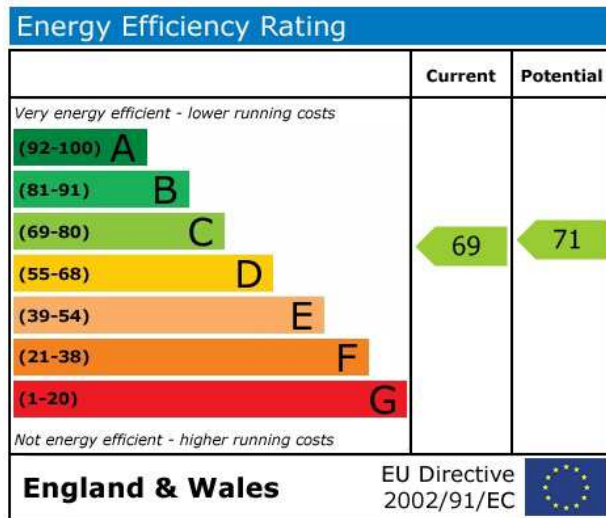 Energy Efficiency Rating
Current Potential
Very energy efficient - lower running costs
(92-100) A
(81-91) B
(69-80) C
69 71
(55-68) D
(39-54) E
(21-38) F
(1-20) G
Not energy efficient - higher running costs
England & Wales
EU Directive
2002/91/EC